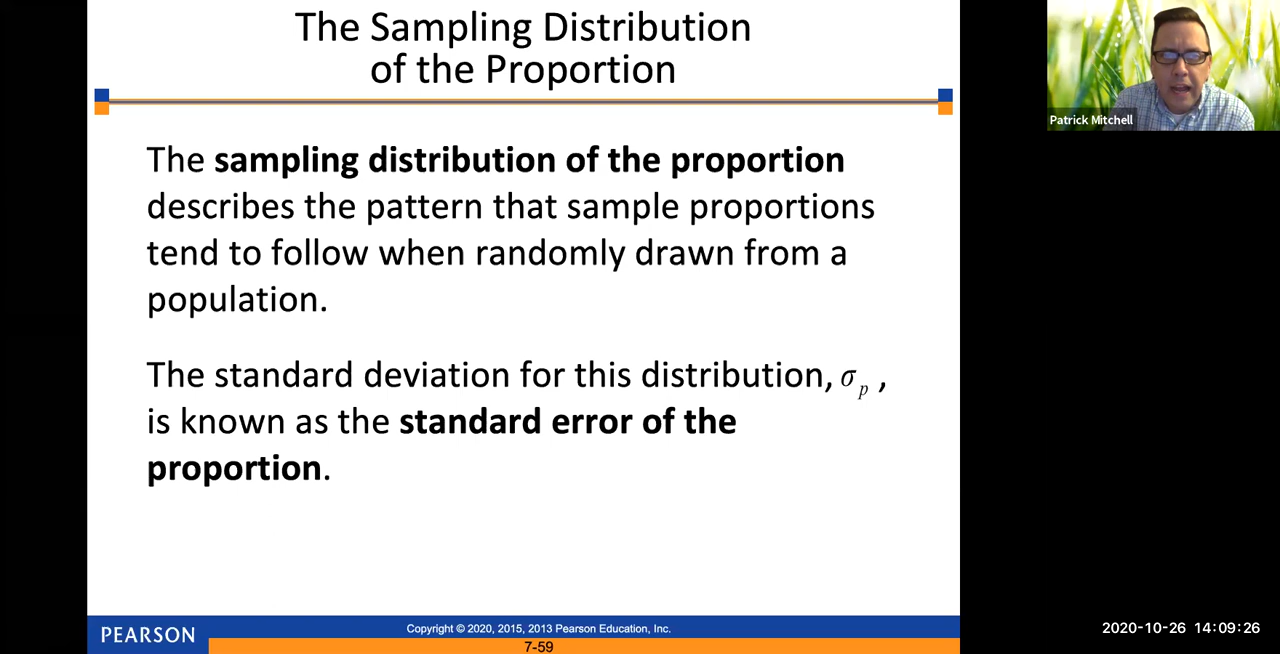 The Sampling Distribution
of the Proportion
Patrick Mitchell
The sampling distribution of the proportion
describes the pattern that sample proportions
tend to follow when randomly drawn from a
population.
The standard deviation for this distribution, σp ,
is known as the standard error of the
proportion.
PEARSON
Copyright © 2020, 2015, 2013 Pearson Education, Inc.
7-59
2020-10-26 14:09:26